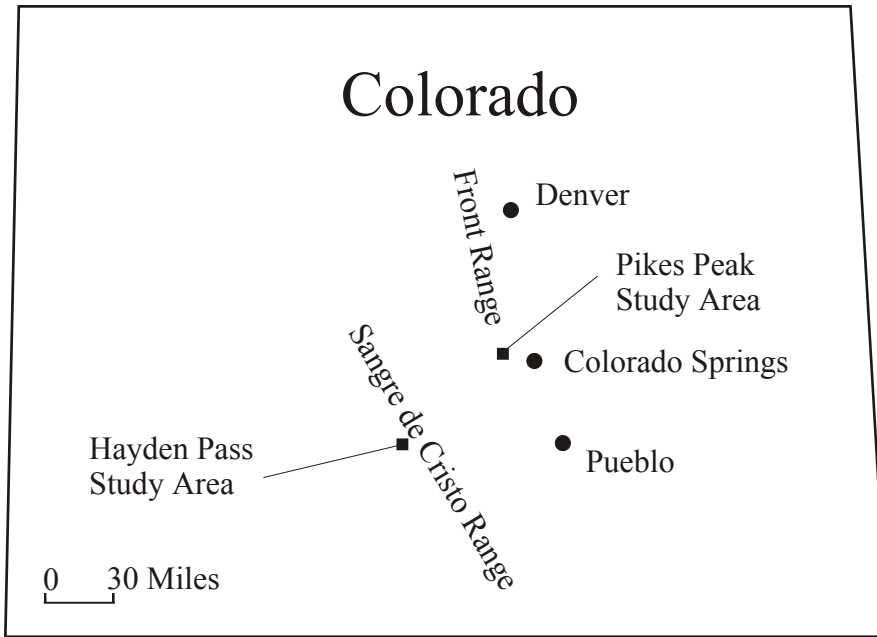 Colorado
Front Range
Denver
Pikes Peak
Study Area
Colorado Springs
Sangre de Cristo Range
Hayden Pass
Study Area
Pueblo
0 30 Miles